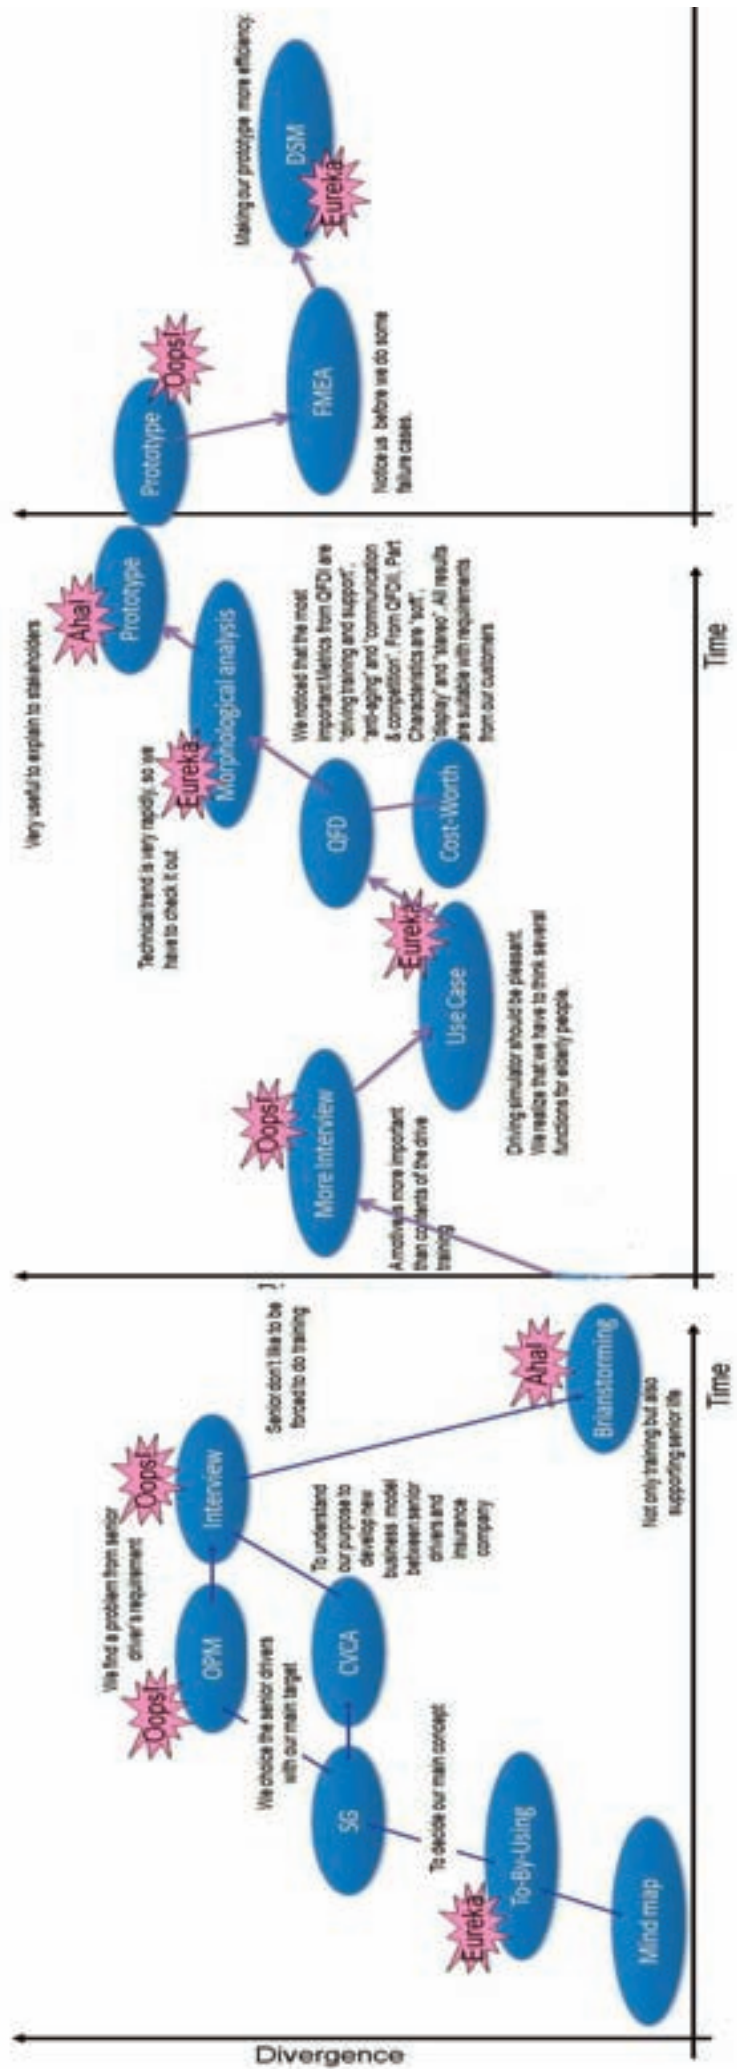 Divergence
Mind map
Eureka
To-By-Using
To decide our main concept
SG
We choice the senior drivers
with our main target
Oops!
OPM
We find a problem from senior
driver's requirement
CVCA
To understand
our purpose to
develop new
business model
between senior
drivers and
insurance
company
Oops!
Interview
Senior don't like to be
forced to do training
Aha!
Brianstorming
Not only training but also
supporting senior life
Time
Oops!
More Interview
A motive is more important
than contents of the drive
training
Eureka
Use Case
Driving simulator should be pleasant.
We realize that we have to think several
functions for elderly people.
QFD
Cost-Worth
Technical trend is very rapidly, so we
have to check it out
Eureka
Morphological analysis
We noticed that the most
important Metrics from QFDI are
"driving training and support",
"anti-aging" and "communication
& competition". From QFDII, Part
Characteristics are "soft",
"display" and "stereo". All results
are suitable with requirements
from our customers
Very useful to explain to stakeholders
Aha!
Prototype
Time
Prototype
Oops!
FMEA
Notice us before we do some
failure cases.
Making our prototype more efficiency.
DSM
Eureka